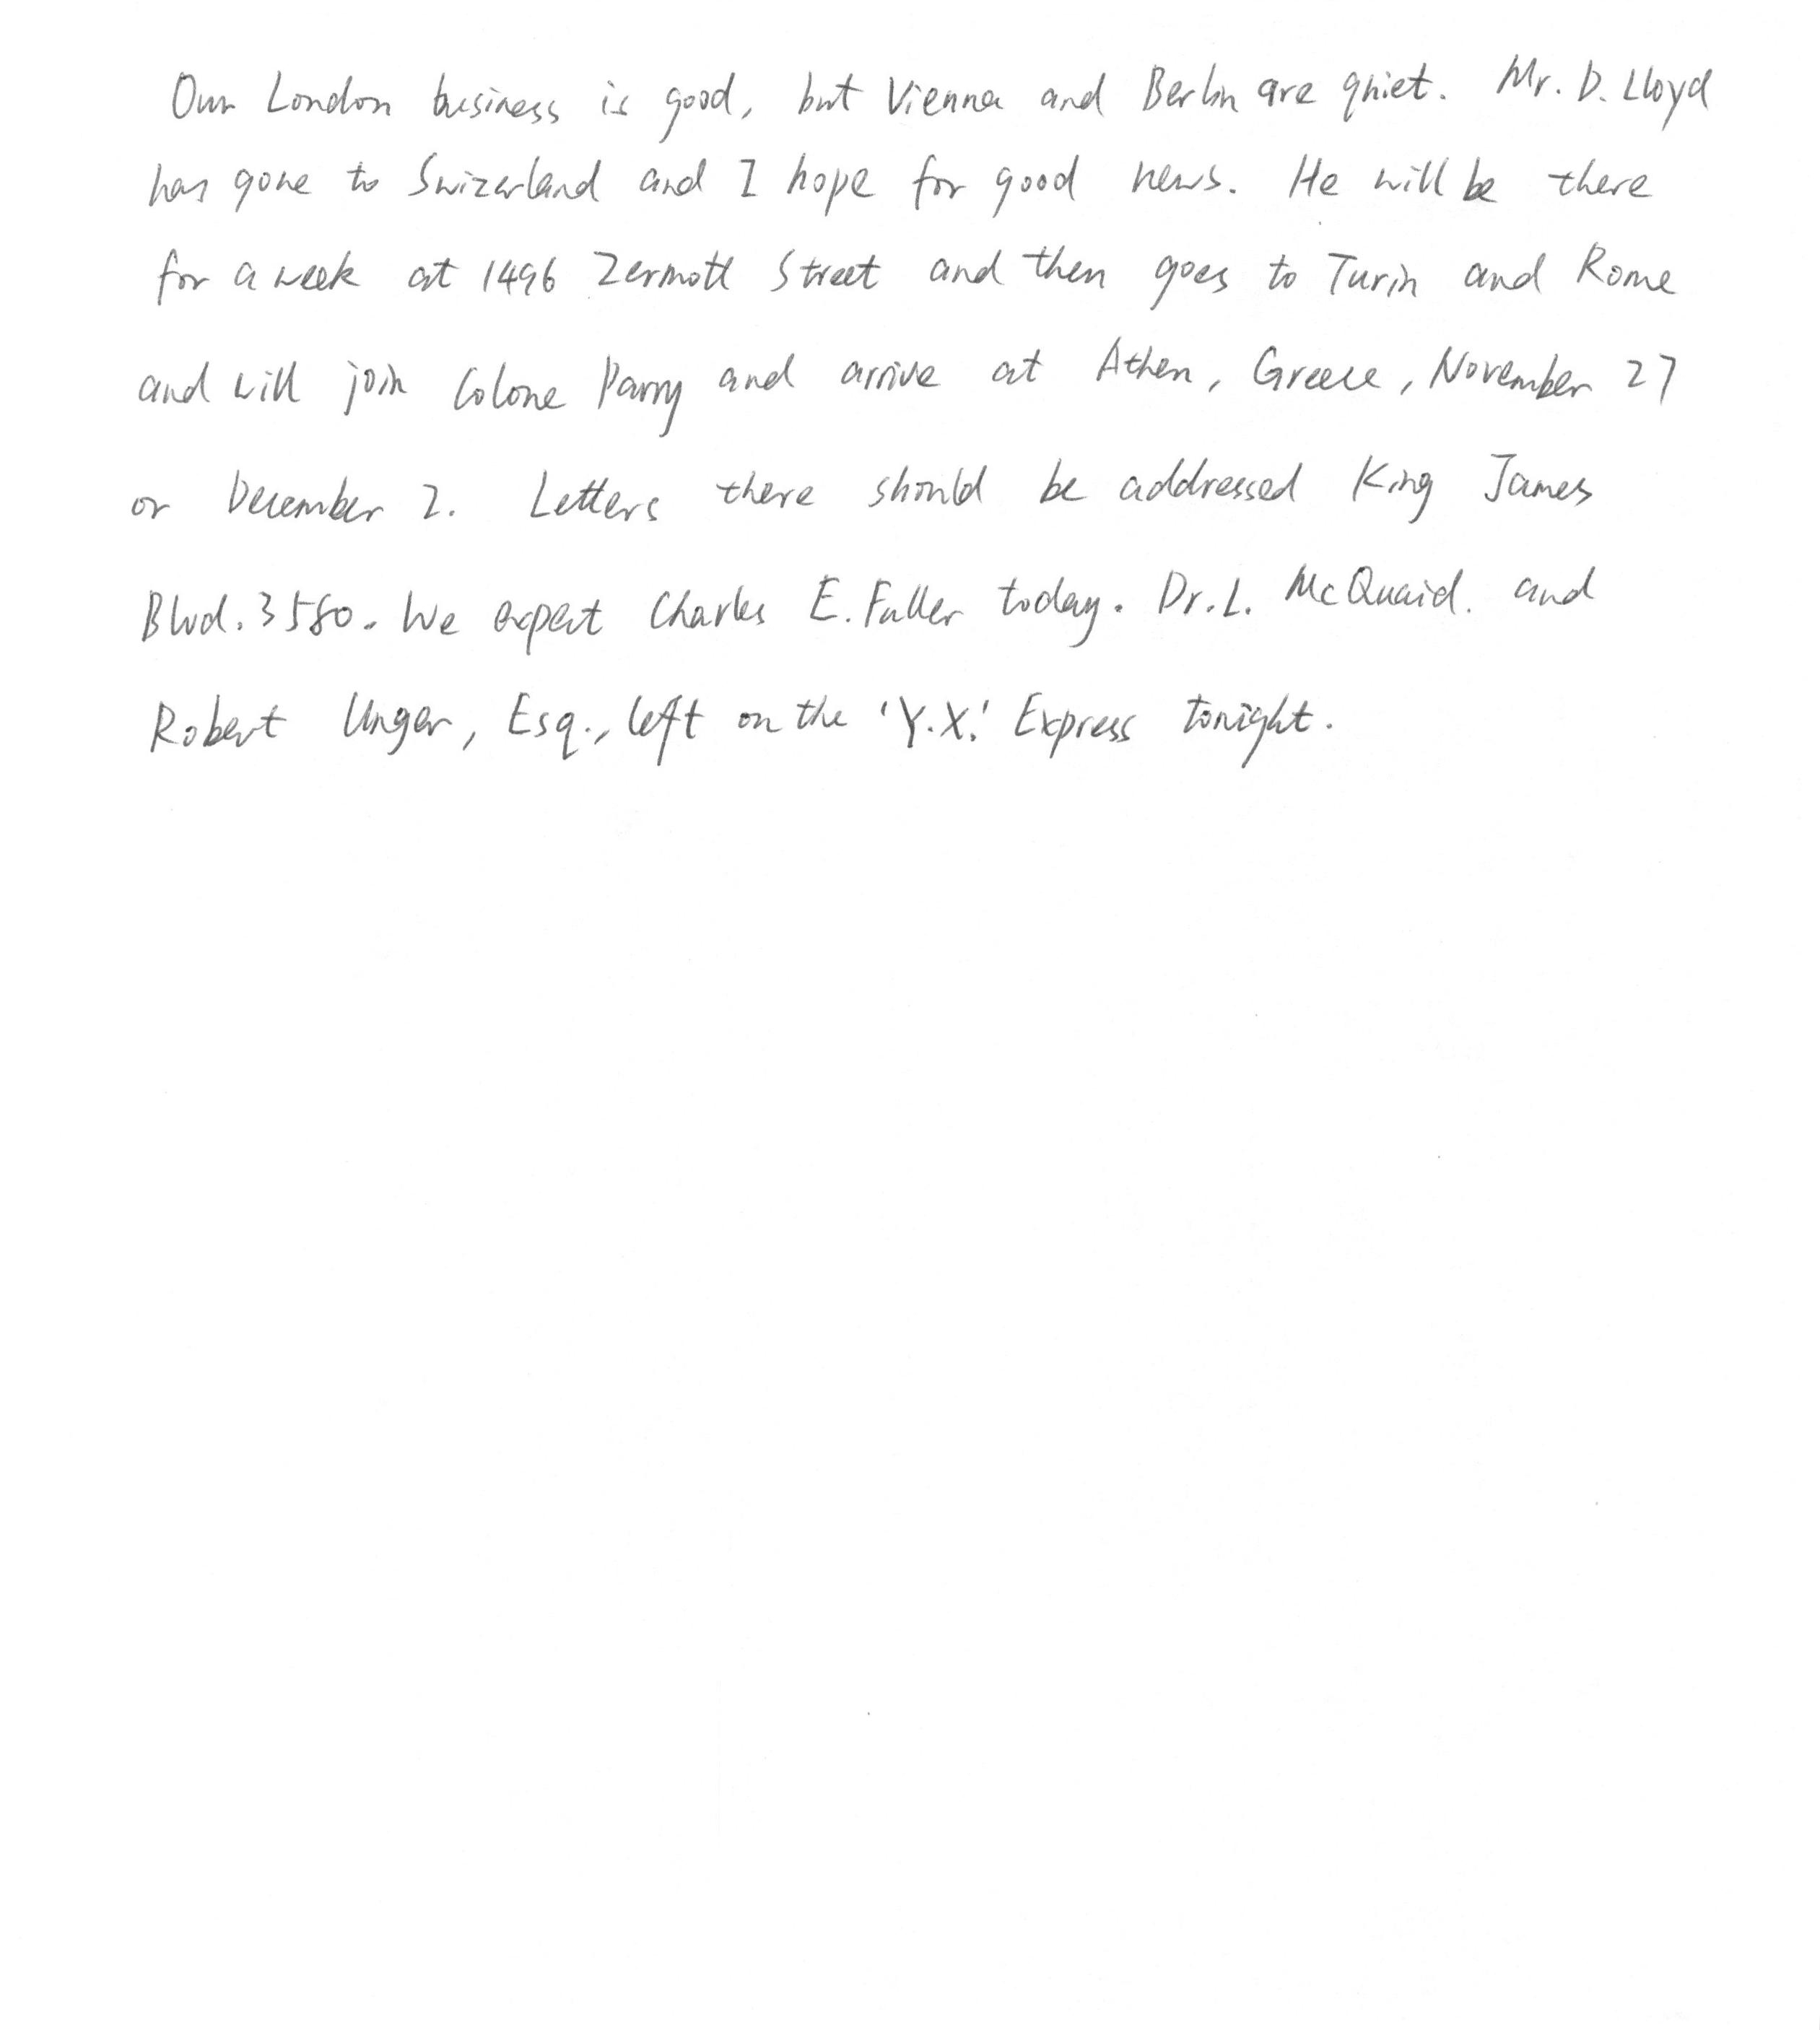 Our London business is good, but Vienna and Berlin are quiet. Mr. D. Lloyd
has gone to Swizerland and I hope for good news. He will be there
for a week at 1496 Zermott Street and then goes to Turin and Rome
and will join Colone Parry and arrive at Athen, Greece, November 27
or December 2. Letters there should be addressed King James
Blvd. 3580. We expect Charles E. Fuller today. Dr. L. McQuaid. and
Robert Unger, Esq., left on the 'Y.X.' Express tonight.